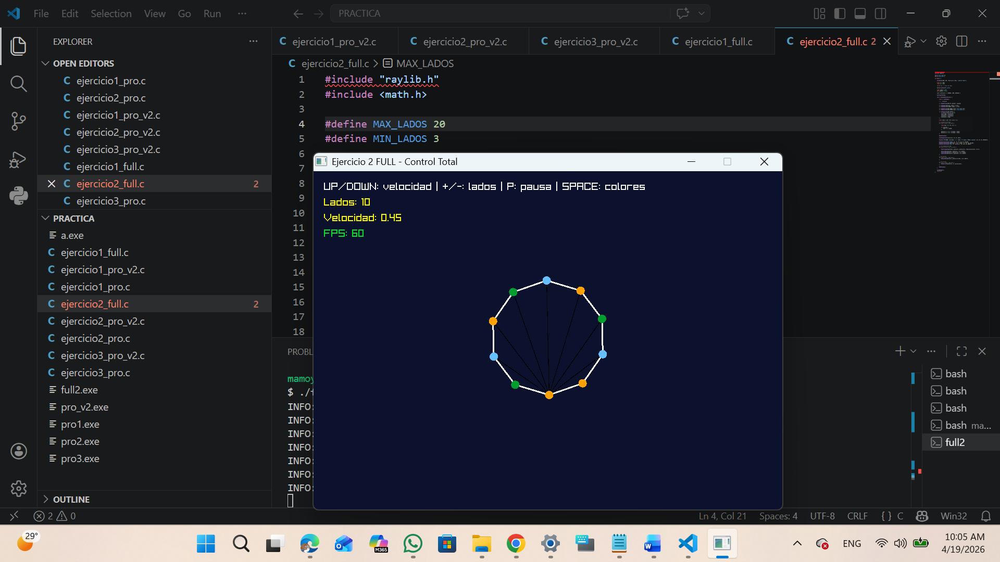 File Edit Selection View Go Run ···
PRACTICA
EXPLORER
OPEN EDITORS
ejercicio1_pro.c
ejercicio2_pro.c
ejercicio1_pro_v2.c
ejercicio2_pro_v2.c
ejercicio3_pro_v2.c
ejercicio1_full.c
ejercicio2_full.c 2
ejercicio3_pro.c
PRACTICA
a.exe
ejercicio1_full.c
ejercicio1_pro_v2.c
ejercicio1_pro.c
ejercicio2_full.c 2
ejercicio2_pro_v2.c
ejercicio2_pro.c
ejercicio3_pro_v2.c
ejercicio3_pro.c
full2.exe
pro_v2.exe
pro1.exe
pro2.exe
pro3.exe
OUTLINE
ejercicio1_pro_v2.c ejercicio2_pro_v2.c ejercicio3_pro_v2.c ejercicio1_full.c ejercicio2_full.c 2
ejercicio2_full.c > MAX_LADOS
1 #include "raylib.h"
2 #include <math.h>
3
4 #define MAX_LADOS 20
5 #define MIN_LADOS 3
6
7
8
9
10
11
12
13
14
15
16
17
18
Ejercicio 2 FULL - Control Total
UP/DOWN: velocidad | +/-: lados | P: pausa | SPACE: colores
Lados: 10
Velocidad: 0.45
FPS: 60
PROBL
mamoy
$ ./f
INFO:
INFO:
INFO:
INFO:
INFO:
INFO:
INFO:
bash
bash
bash
bash ma...
full2
2 0
Ln 4, Col 21 Spaces: 4 UTF-8 CRLF {} C Win32
29°
M365
ENG
10:05 AM
4/19/2026